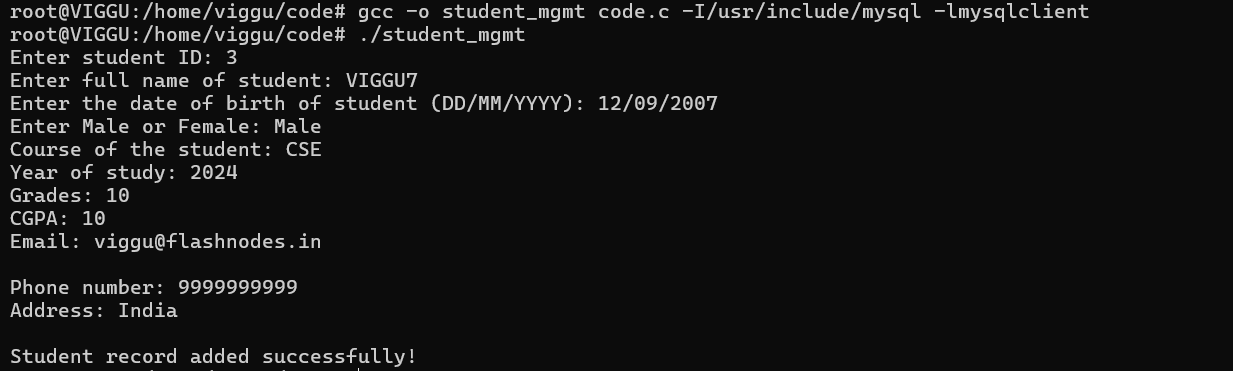 root@VIGGU:/home/viggu/code# gcc -o student_mgmt code.c -I/usr/include/mysql -lmysqlclient
root@VIGGU:/home/viggu/code# ./student_mgmt
Enter student ID: 3
Enter full name of student: VIGGU7
Enter the date of birth of student (DD/MM/YYYY): 12/09/2007
Enter Male or Female: Male
Course of the student: CSE
Year of study: 2024
Grades: 10
CGPA: 10
Email: viggu@flashnodes.in
Phone number: 9999999999
Address: India
Student record added successfully!